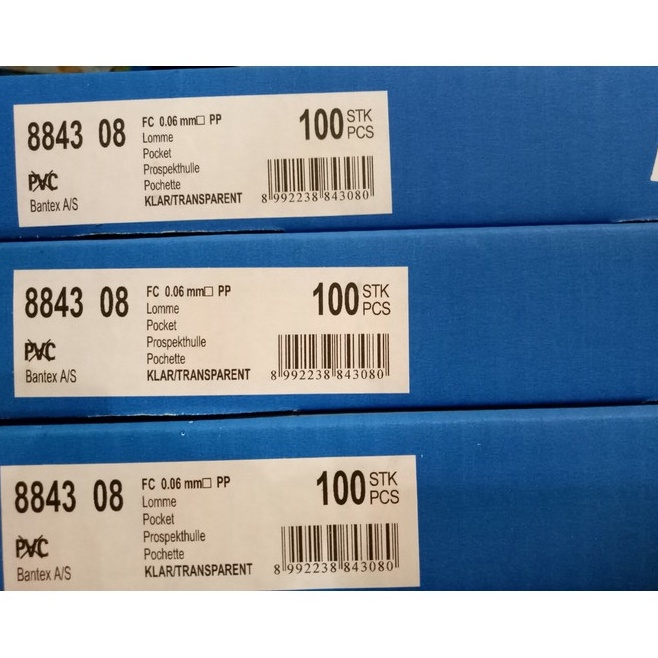 8843 08
PVC
Bantex A/S
FC 0.06 mm□ PP
Lomme
Pocket
Prospekthulle
Pochette
KLAR/TRANSPARENT
100 STK
PCS
8 992238 843080
8843 08
PVC
Bantex A/S
FC 0.06 mm□ PP
Lomme
Pocket
Prospekthulle
Pochette
KLAR/TRANSPARENT
100 STK
PCS
8 992238 843080
8843 08
PVC
Bantex A/S
FC 0.06 mm□ PP
Lomme
Pocket
Prospekthulle
Pochette
KLAR/TRANSPARENT
100 STK
PCS
8 992238 843080